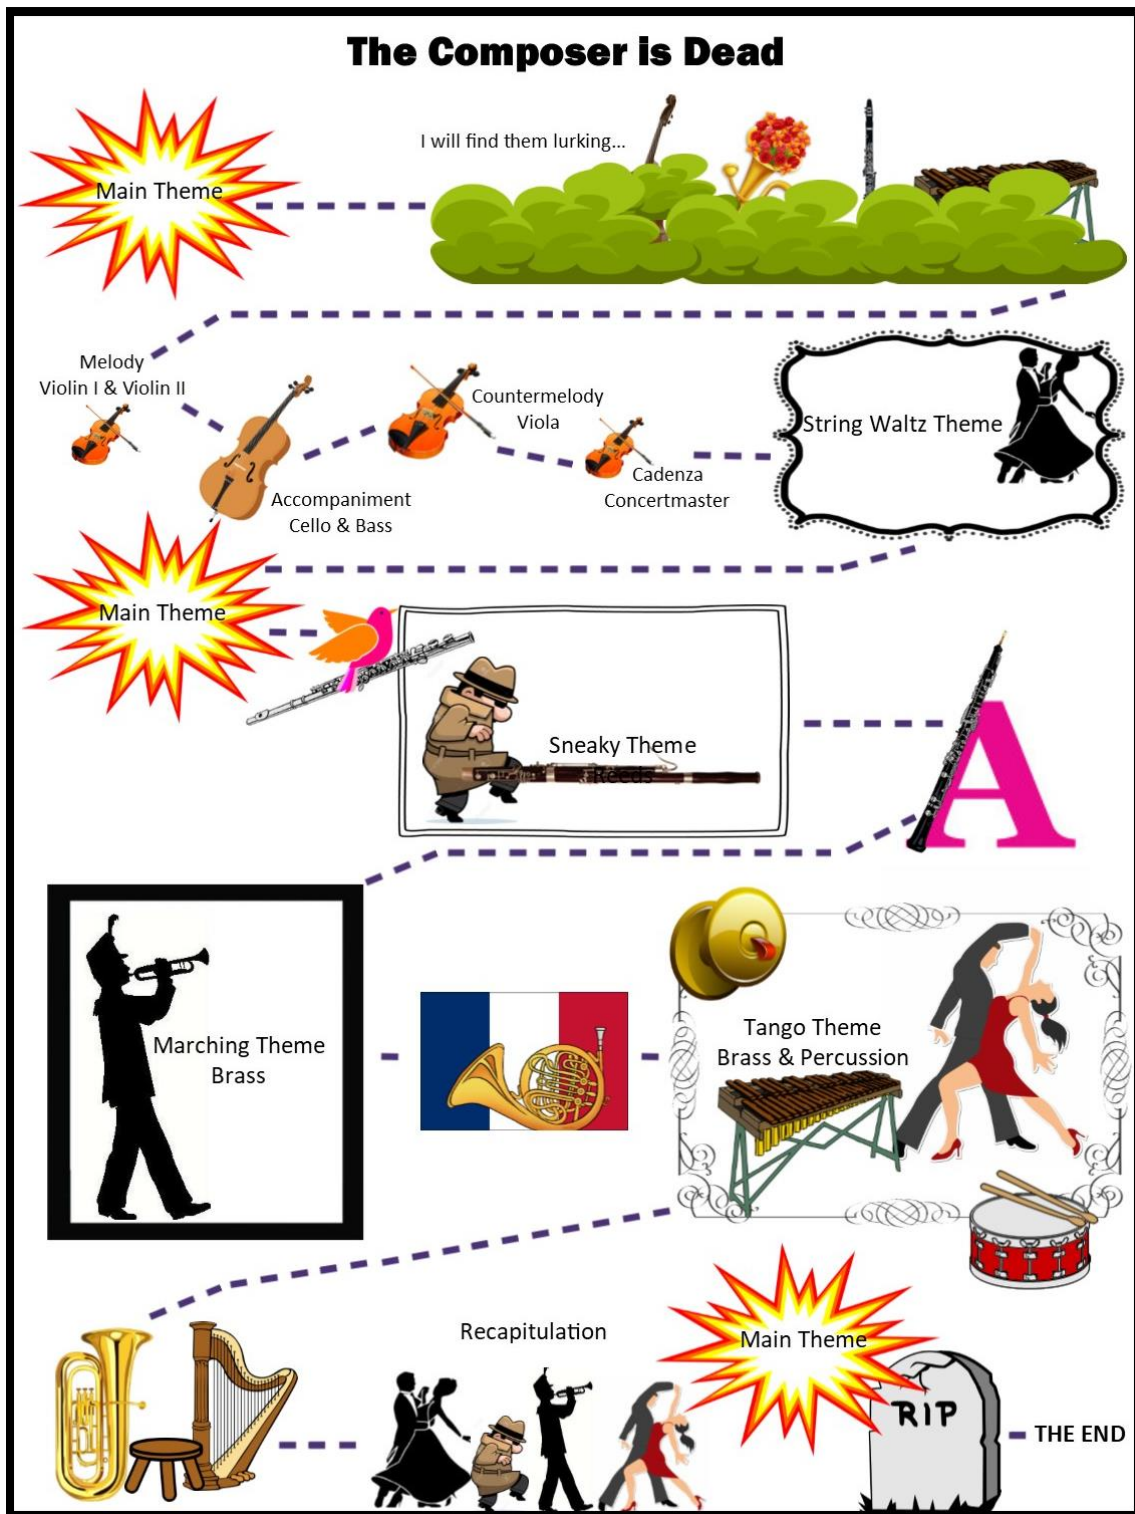 The Composer is Dead
Main Theme
I will find them lurking...
Melody
Violin I & Violin II
Accompaniment
Cello & Bass
Countermelody
Viola
Cadenza
Concertmaster
String Waltz Theme
Main Theme
Sneaky Theme
Reeds
A
Marching Theme
Brass
Tango Theme
Brass & Percussion
Recapitulation
Main Theme
RIP
THE END